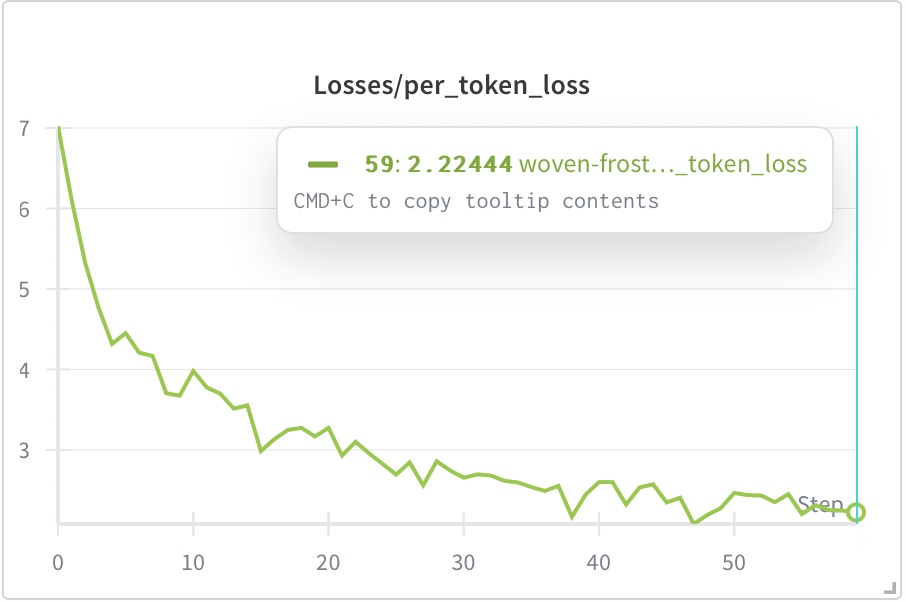 Losses/per_token_loss
59: 2.22444 woven-frost…_token_loss
CMD+C to copy tooltip contents
7
6
5
4
3
Step
0 10 20 30 40 50